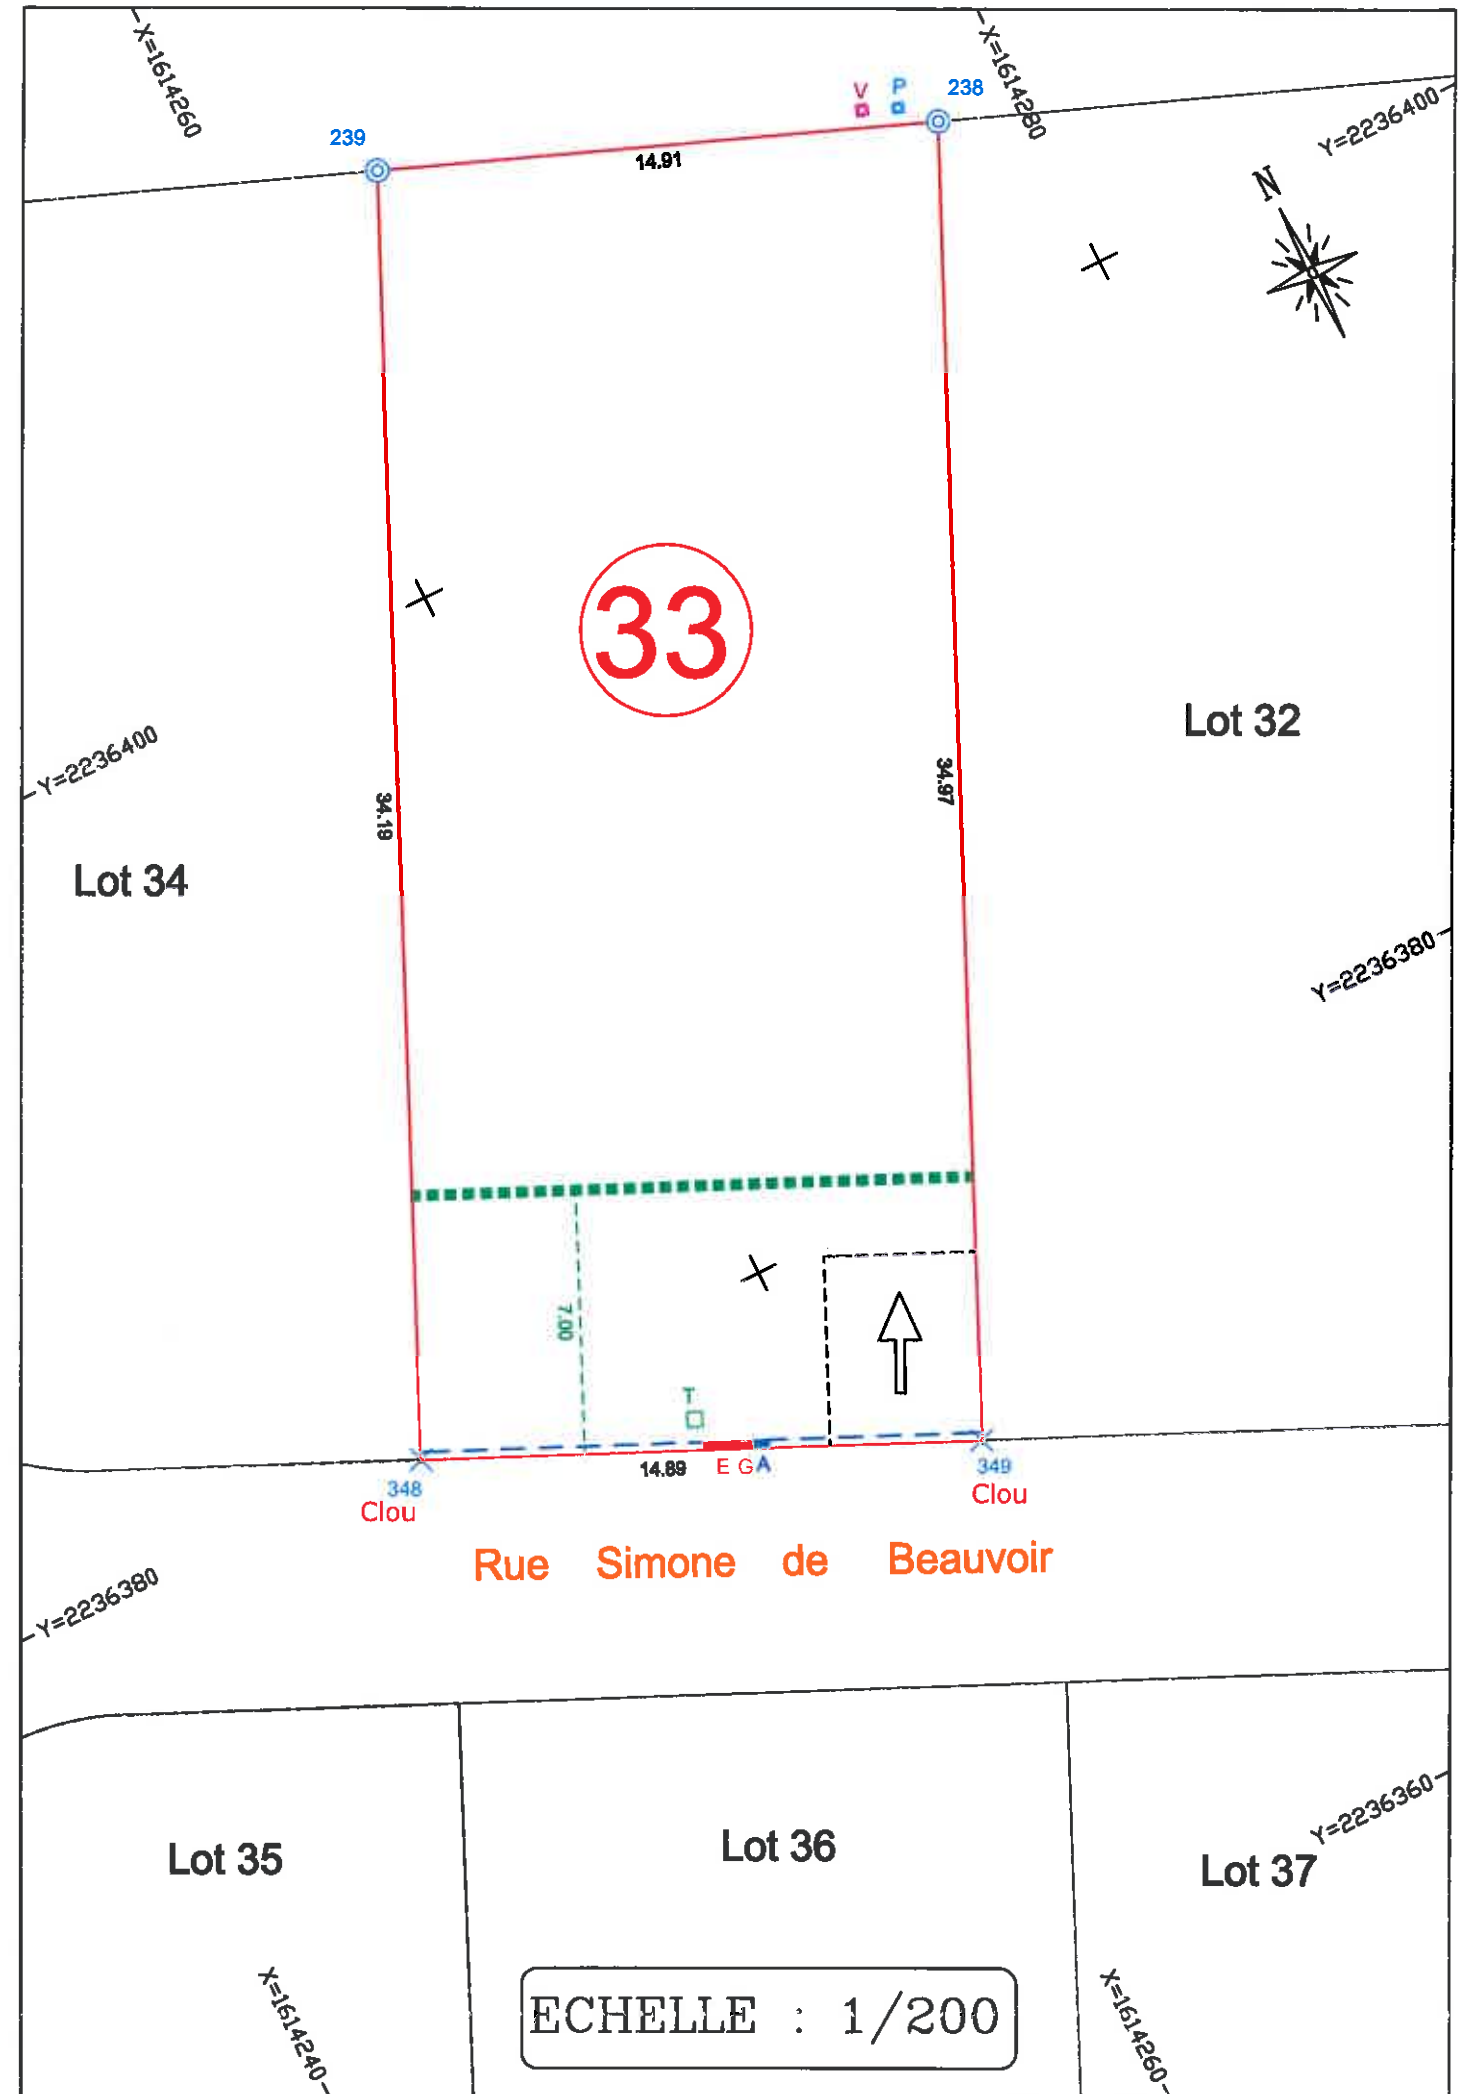 X=1614260
X=1614280
V P 238
Y=2236400
239
14.91
N
33
Lot 32
Y=2236400
34.19
34.97
Lot 34
Y=2236380
7.00
T
14.89
E G A
348
Clou
349
Clou
Rue Simone de Beauvoir
Y=2236380
Y=2236360
Lot 35
Lot 36
Lot 37
X=1614240
ECHELLE : 1/200
X=1614260